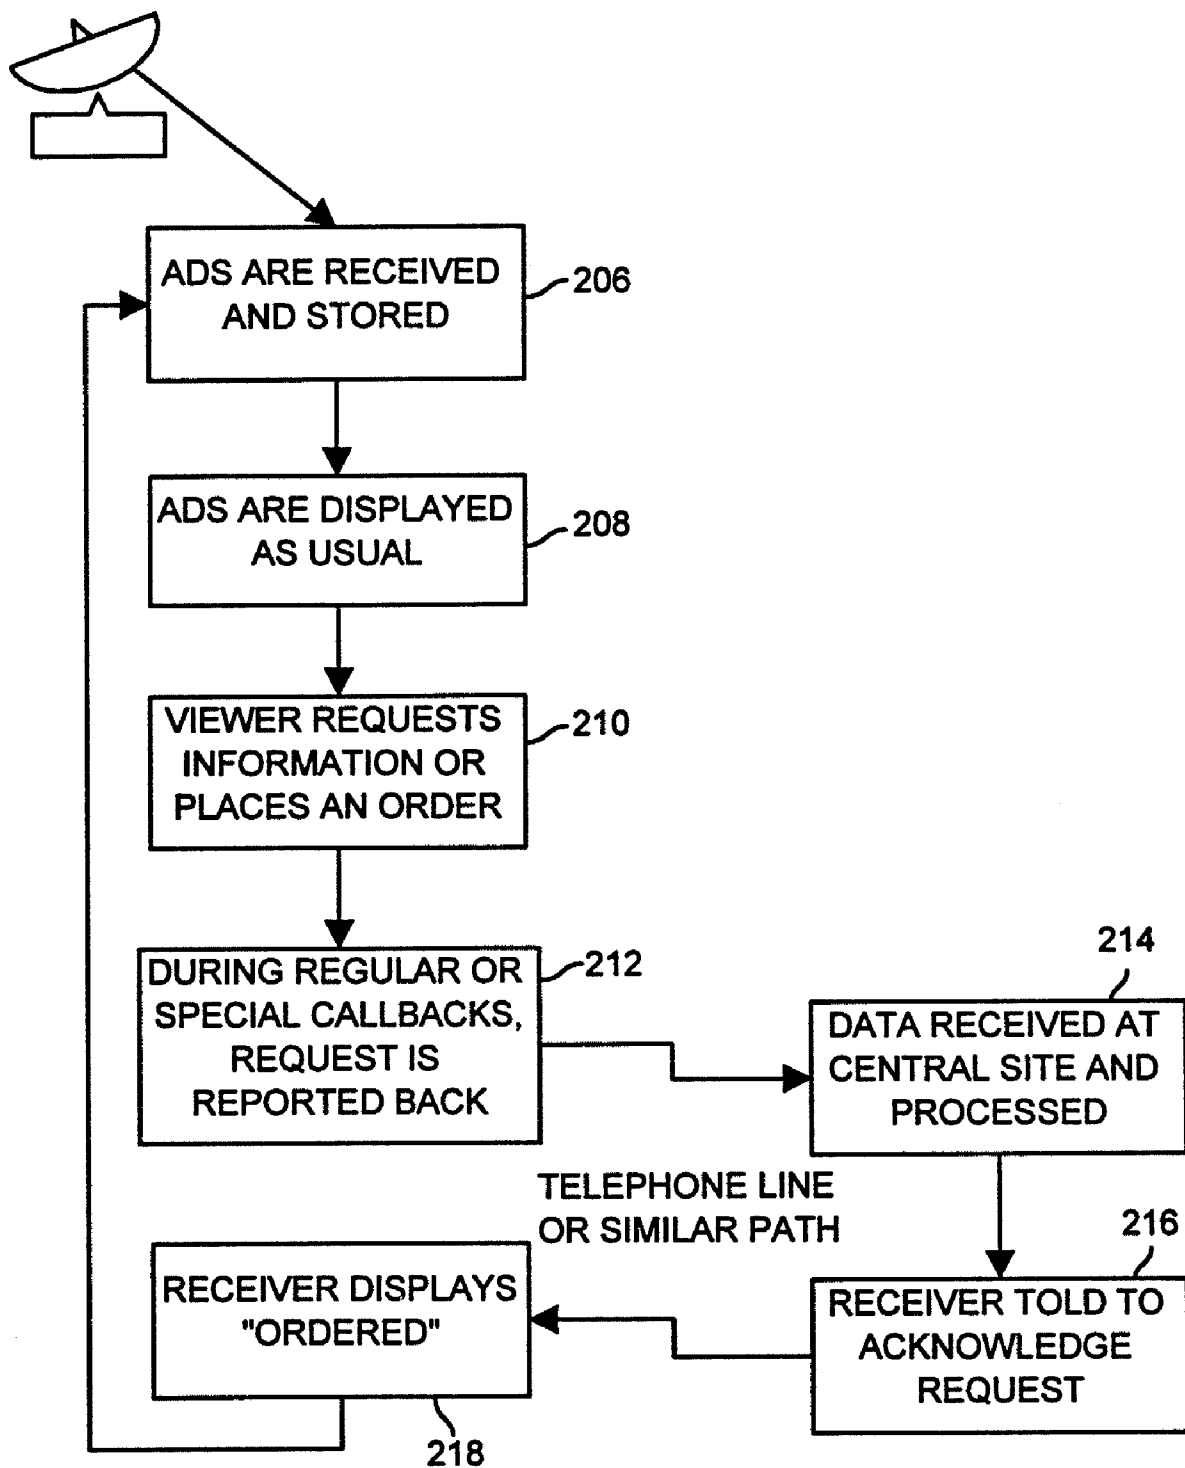 ADS ARE RECEIVED
AND STORED
206
ADS ARE DISPLAYED
AS USUAL
208
VIEWER REQUESTS
INFORMATION OR
PLACES AN ORDER
210
DURING REGULAR OR
SPECIAL CALLBACKS,
REQUEST IS
REPORTED BACK
212
214
DATA RECEIVED AT
CENTRAL SITE AND
PROCESSED
TELEPHONE LINE
OR SIMILAR PATH
216
RECEIVER TOLD TO
ACKNOWLEDGE
REQUEST
RECEIVER DISPLAYS
"ORDERED"
218